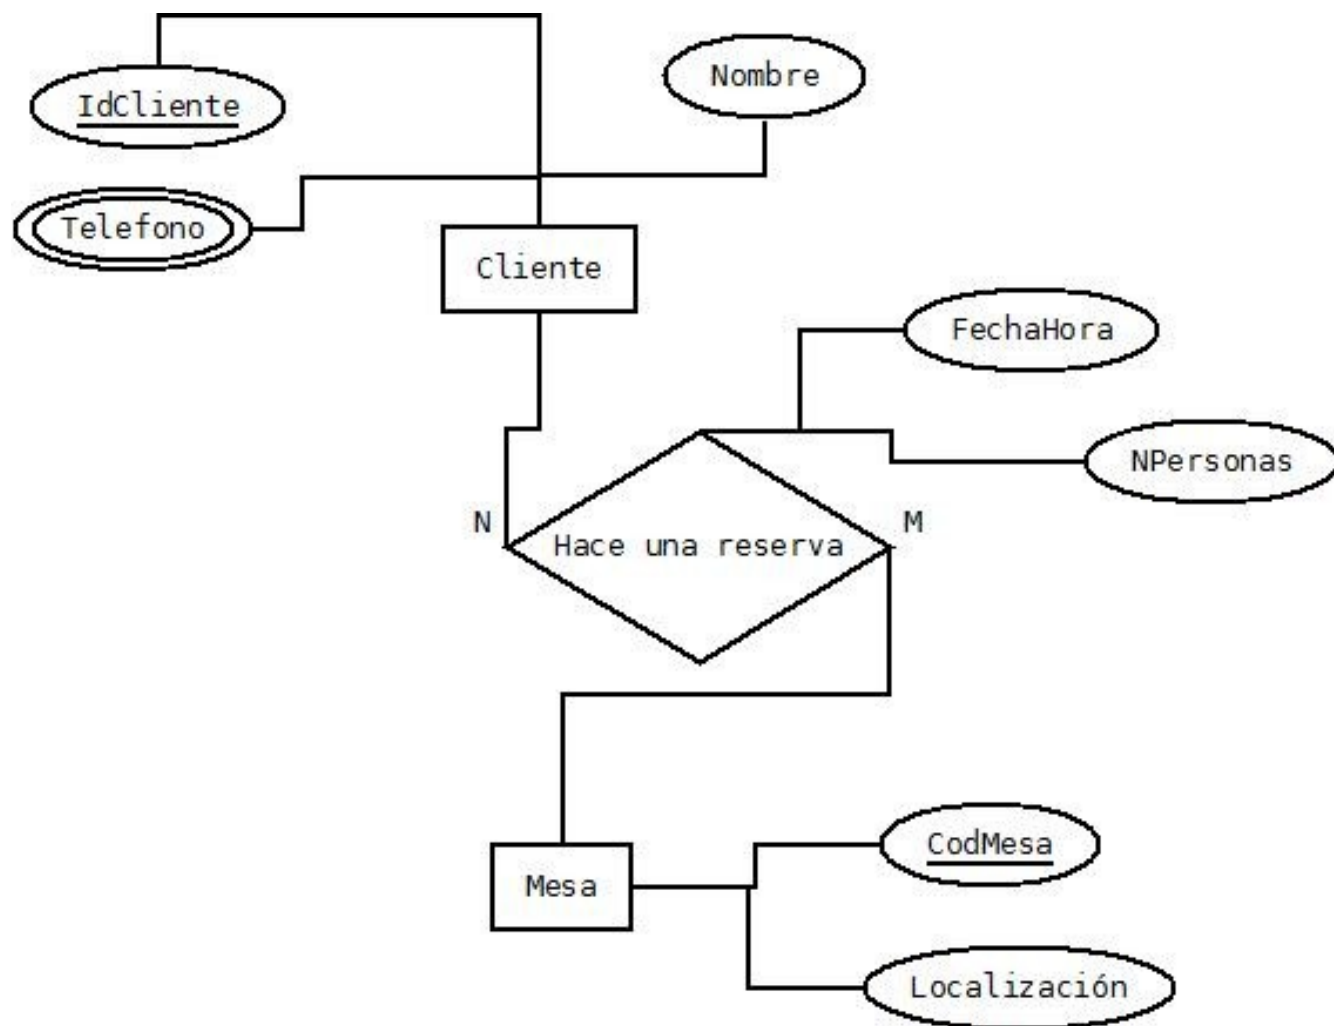 Nombre
IdCliente
Telefono
Cliente
FechaHora
NPersonas
N
M
Hace una reserva
CodMesa
Mesa
Localización